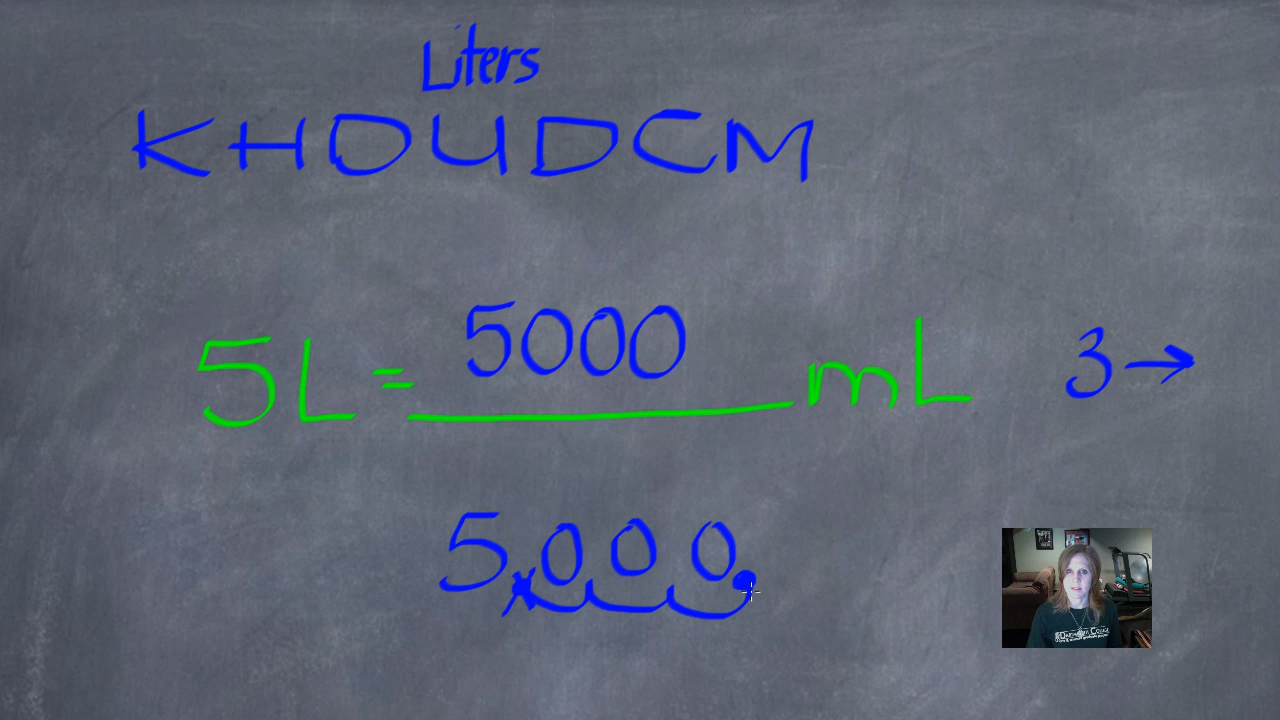 Liters
KHDUDCM
5L = 5000 mL 3→
5,000.